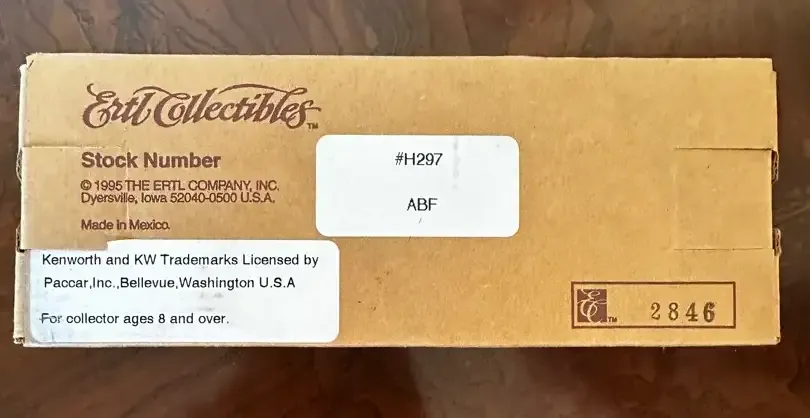 Ertl Collectibles™
Stock Number
#H297
© 1995 THE ERTL COMPANY, INC.
Dyersville, Iowa 52040-0500 U.S.A.
ABF
Made in Mexico.
Kenworth and KW Trademarks Licensed by
Paccar,Inc.,Bellevue,Washington U.S.A
For collector ages 8 and over.
EC™ 2846